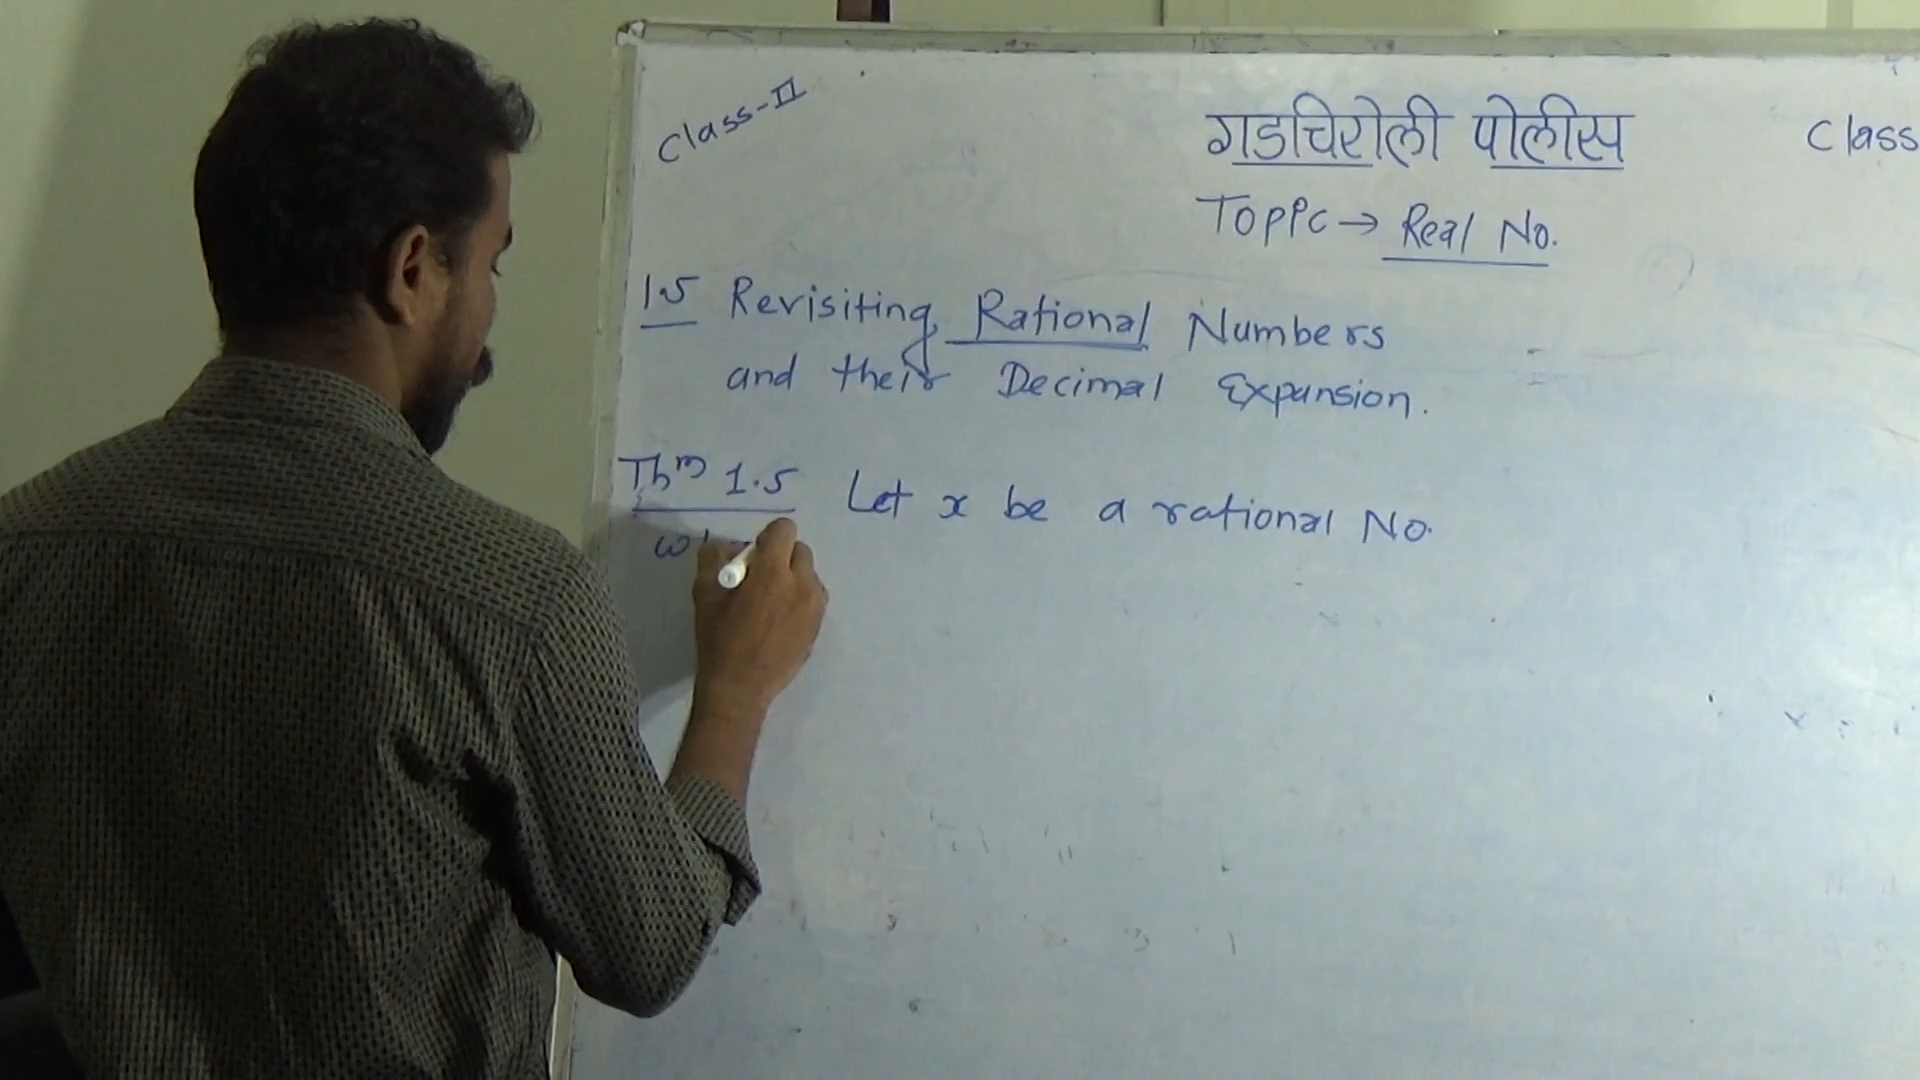 Class-II
गडचिरोली पोलीस
Class
Topic → Real No.
1.5 Revisiting Rational Numbers
and their Decimal Expansion.
Thm 1.5 Let x be a rational No.